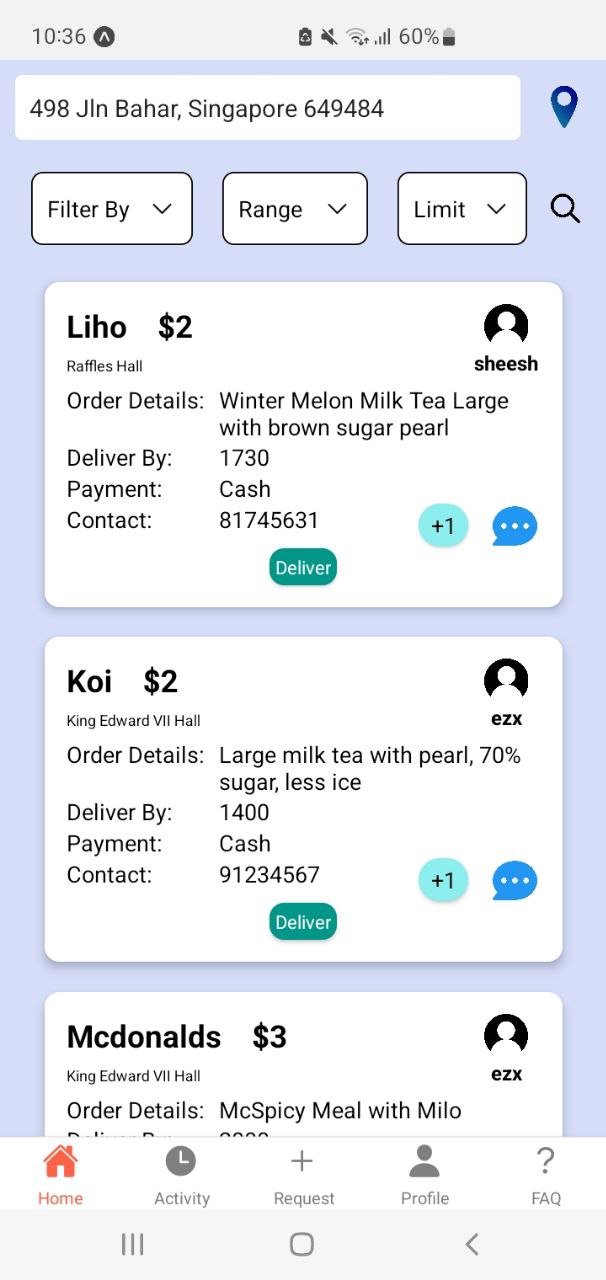 10:36
60%
498 Jln Bahar, Singapore 649484
Filter By
Range
Limit
Liho $2
sheesh
Raffles Hall
Order Details: Winter Melon Milk Tea Large
with brown sugar pearl
Deliver By: 1730
Payment: Cash
Contact: 81745631
+1
Deliver
Koi $2
ezx
King Edward VII Hall
Order Details: Large milk tea with pearl, 70%
sugar, less ice
Deliver By: 1400
Payment: Cash
Contact: 91234567
+1
Deliver
Mcdonalds $3
ezx
King Edward VII Hall
Order Details: McSpicy Meal with Milo
Home
Activity
Request
Profile
FAQ